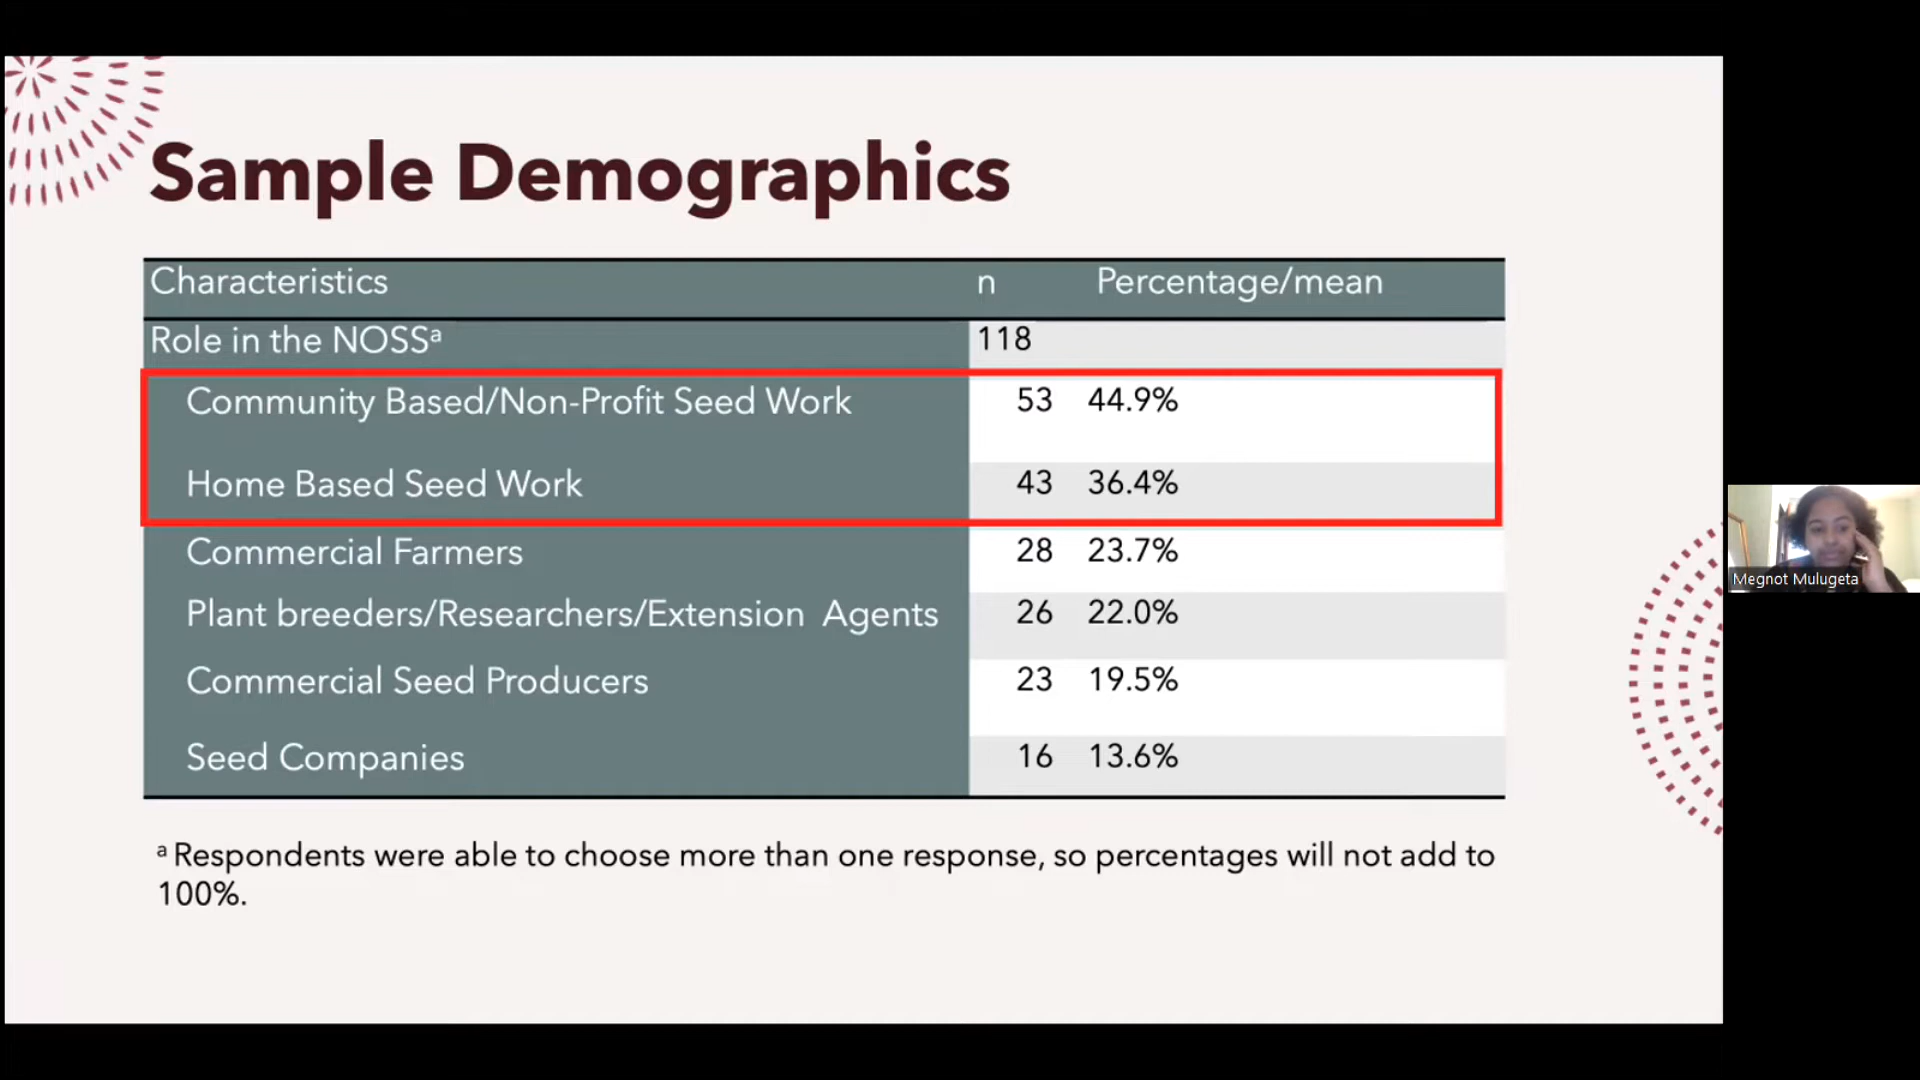 Sample Demographics
Characteristics n Percentage/mean
Role in the NOSSᵃ 118
Community Based/Non-Profit Seed Work 53 44.9%
Home Based Seed Work 43 36.4%
Commercial Farmers 28 23.7%
Plant breeders/Researchers/Extension Agents 26 22.0%
Commercial Seed Producers 23 19.5%
Seed Companies 16 13.6%
ᵃ Respondents were able to choose more than one response, so percentages will not add to
100%.
Megnot Mulugeta